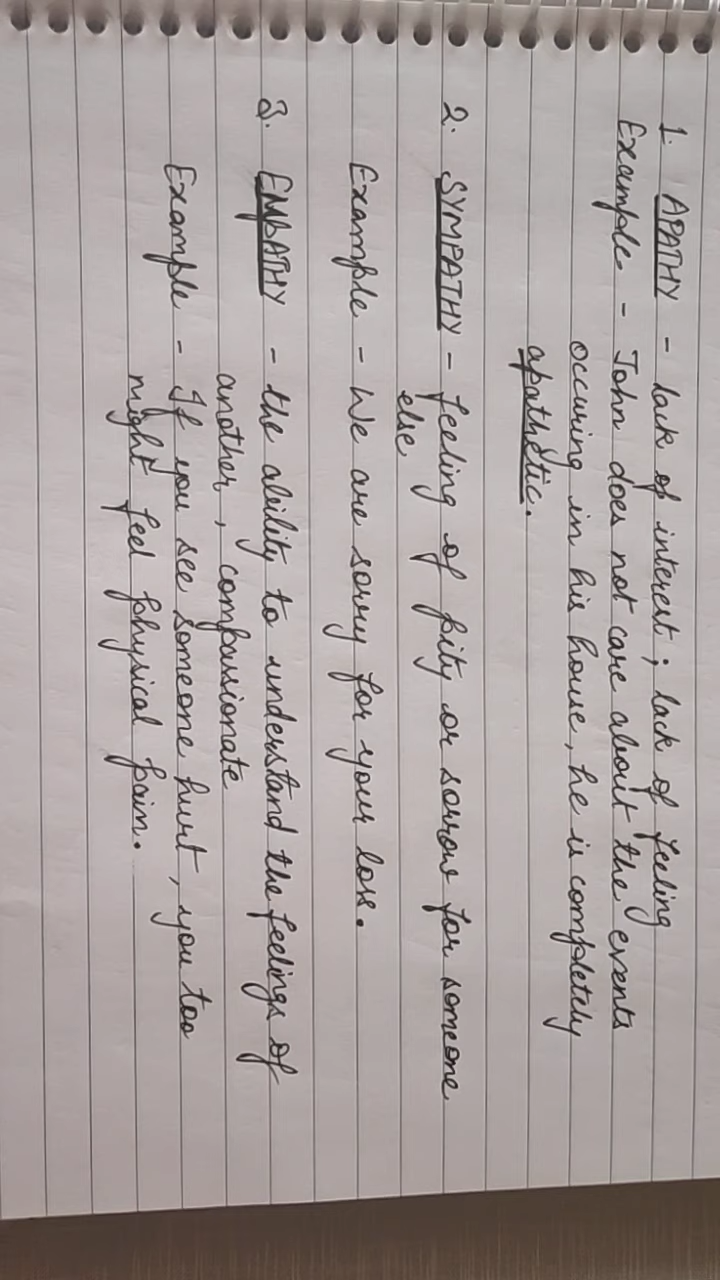 1. APATHY - lack of interest ; lack of feeling
Example - John does not care about the events
occuring in his house, he is completely
apathetic.
2. SYMPATHY - feeling of pity or sorrow for someone
else
Example - We are sorry for your loss.
3. EMPATHY - the ability to understand the feelings of
another, compassionate
Example - If you see someone hurt, you too
might feel physical pain.